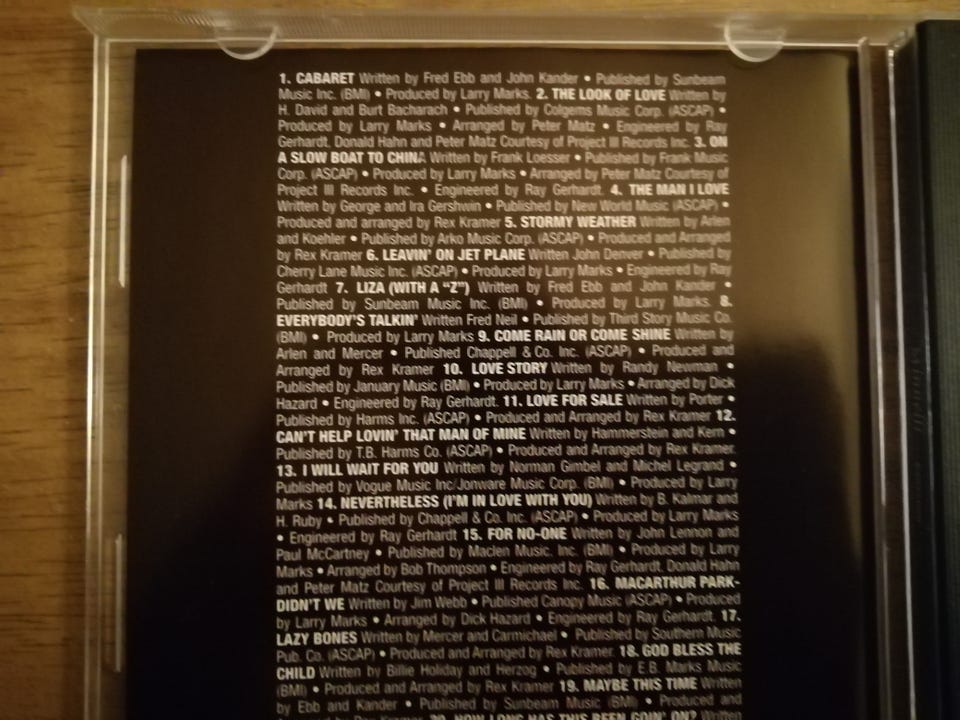 1. CABARET Written by Fred Ebb and John Kander • Published by Sunbeam
Music Inc. (BMI) • Produced by Larry Marks. 2. THE LOOK OF LOVE Written by
H. David and Burt Bacharach • Published by Colgems Music Corp. (ASCAP) •
Produced by Larry Marks • Arranged by Peter Matz • Engineered by Ray
Gerhardt, Donald Hahn and Peter Matz Courtesy of Project III Records Inc. 3. ON
A SLOW BOAT TO CHINA Written by Frank Loesser • Published by Frank Music
Corp. (ASCAP) • Produced by Larry Marks • Arranged by Peter Matz Courtesy of
Project III Records Inc. • Engineered by Ray Gerhardt. 4. THE MAN I LOVE
Written by George and Ira Gershwin • Published by New World Music (ASCAP) •
Produced and arranged by Rex Kramer 5. STORMY WEATHER Written by Arlen
and Koehler • Published by Arko Music Corp. (ASCAP) • Produced and Arranged
by Rex Kramer 6. LEAVIN' ON JET PLANE Written John Denver • Published by
Cherry Lane Music Inc. (ASCAP) • Produced by Larry Marks • Engineered by Ray
Gerhardt 7. LIZA (WITH A "Z") Written by Fred Ebb and John Kander •
Published by Sunbeam Music Inc. (BMI) • Produced by Larry Marks. 8.
EVERYBODY'S TALKIN' Written Fred Neil • Published by Third Story Music Co.
(BMI) • Produced by Larry Marks 9. COME RAIN OR COME SHINE Written by
Arlen and Mercer • Published Chappell & Co. Inc. (ASCAP) • Produced and
Arranged by Rex Kramer 10. LOVE STORY Written by Randy Newman •
Published by January Music (BMI) • Produced by Larry Marks • Arranged by Dick
Hazard • Engineered by Ray Gerhardt. 11. LOVE FOR SALE Written by Porter •
Published by Harms Inc. (ASCAP) • Produced and Arranged by Rex Kramer 12.
CAN'T HELP LOVIN' THAT MAN OF MINE Written by Hammerstein and Kern •
Published by T.B. Harms Co. (ASCAP) • Produced and Arranged by Rex Kramer.
13. I WILL WAIT FOR YOU Written by Norman Gimbel and Michel Legrand •
Published by Vogue Music Inc/Jonware Music Corp. (BMI) • Produced by Larry
Marks 14. NEVERTHELESS (I'M IN LOVE WITH YOU) Written by B. Kalmar and
H. Ruby • Published by Chappell & Co. Inc. (ASCAP) • Produced by Larry Marks
• Engineered by Ray Gerhardt 15. FOR NO-ONE Written by John Lennon and
Paul McCartney • Published by Maclen Music. Inc. (BMI) • Produced by Larry
Marks • Arranged by Bob Thompson • Engineered by Ray Gerhardt, Donald Hahn
and Peter Matz Courtesy of Project III Records Inc. 16. MACARTHUR PARK-
DIDN'T WE Written by Jim Webb • Published Canopy Music (ASCAP) • Produced
by Larry Marks • Arranged by Dick Hazard • Engineered by Ray Gerhardt. 17.
LAZY BONES Written by Mercer and Carmichael • Published by Southern Music
Pub. Co. (ASCAP) • Produced and Arranged by Rex Kramer. 18. GOD BLESS THE
CHILD Written by Billie Holiday and Herzog • Published by E.B. Marks Music
(BMI) • Produced and Arranged by Rex Kramer 19. MAYBE THIS TIME Written
by Ebb and Kander • Published by Sunbeam Music (BMI) • Produced and
Arranged by Rex Kramer 20. HOW LONG HAS THIS BEEN GOIN' ON? Written